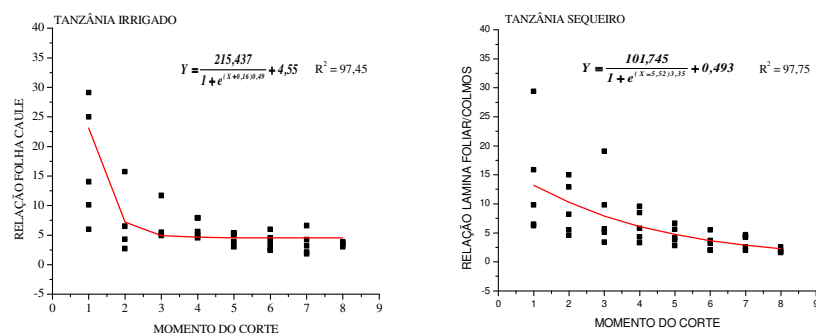 TANZÂNIA IRRIGADO
Y = 215,437 / 1 + e^(X+0,16)0,49 + 4,55 R² = 97,45
RELAÇÃO FOLHA CAULE
40
35
30
25
20
15
10
5
0
-5
0 1 2 3 4 5 6 7 8 9
MOMENTO DO CORTE
TANZÂNIA SEQUEIRO
Y = 101,745 / 1 + e^(X-5,52)3,35 + 0,493 R² = 97,75
RELAÇÃO LAMINA FOLIAR/COLMOS
40
35
30
25
20
15
10
5
0
-5
0 1 2 3 4 5 6 7 8 9
MOMENTO DO CORTE